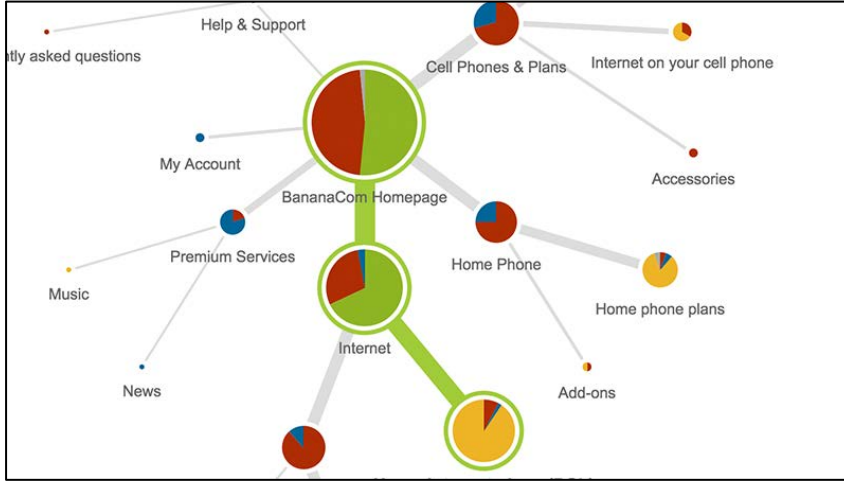 Help & Support
ntly asked questions
Cell Phones & Plans
Internet on your cell phone
My Account
Accessories
BananaCom Homepage
Premium Services
Home Phone
Music
Home phone plans
Internet
News
Add-ons